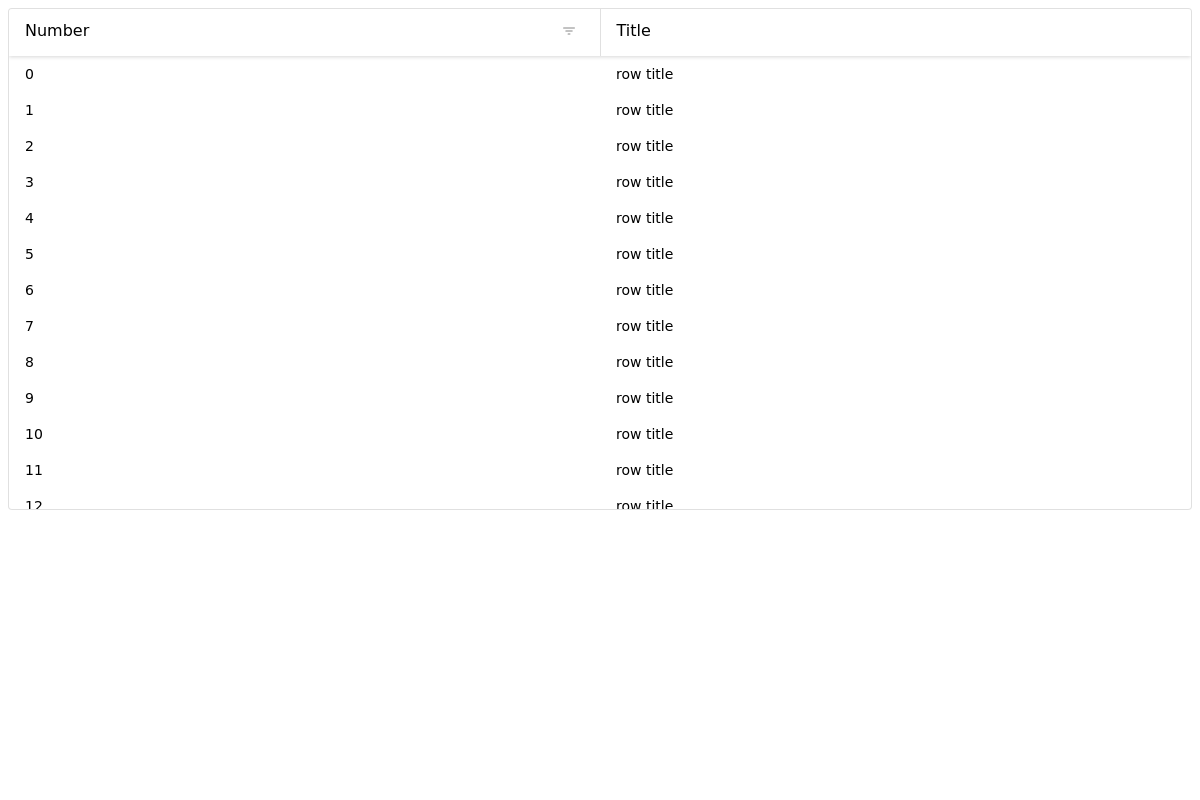 Number Title
0 row title
1 row title
2 row title
3 row title
4 row title
5 row title
6 row title
7 row title
8 row title
9 row title
10 row title
11 row title
12 row title